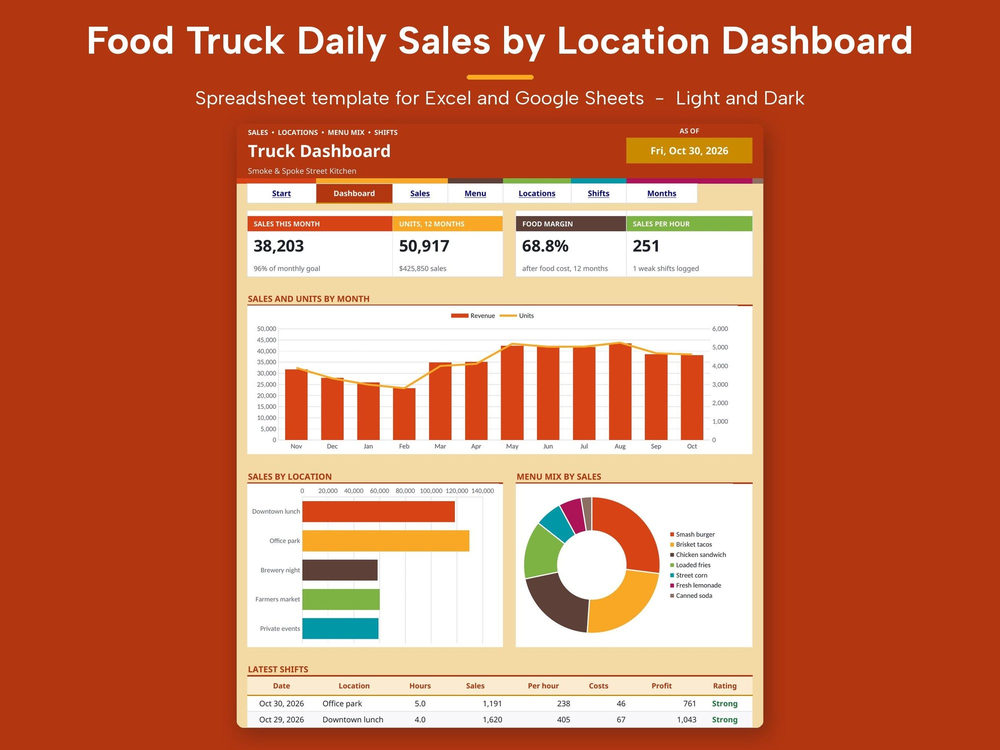 Food Truck Daily Sales by Location Dashboard
Spreadsheet template for Excel and Google Sheets - Light and Dark
SALES • LOCATIONS • MENU MIX • SHIFTS
AS OF
Truck Dashboard
Fri, Oct 30, 2026
Smoke & Spoke Street Kitchen
Start Dashboard Sales Menu Locations Shifts Months
SALES THIS MONTH UNITS, 12 MONTHS FOOD MARGIN SALES PER HOUR
38,203 50,917 68.8% 251
96% of monthly goal $425,850 sales after food cost, 12 months 1 weak shifts logged
SALES AND UNITS BY MONTH
Revenue Units
50,000 6,000
45,000
40,000 5,000
35,000 4,000
30,000
25,000 3,000
20,000
15,000 2,000
10,000 1,000
5,000
0 0
Nov Dec Jan Feb Mar Apr May Jun Jul Aug Sep Oct
SALES BY LOCATION
0 20,000 40,000 60,000 80,000 100,000 120,000 140,000
Downtown lunch
Office park
Brewery night
Farmers market
Private events
MENU MIX BY SALES
Smash burger
Brisket tacos
Chicken sandwich
Loaded fries
Street corn
Fresh lemonade
Canned soda
LATEST SHIFTS
Date Location Hours Sales Per hour Costs Profit Rating
Oct 30, 2026 Office park 5.0 1,191 238 46 761 Strong
Oct 29, 2026 Downtown lunch 4.0 1,620 405 67 1,043 Strong